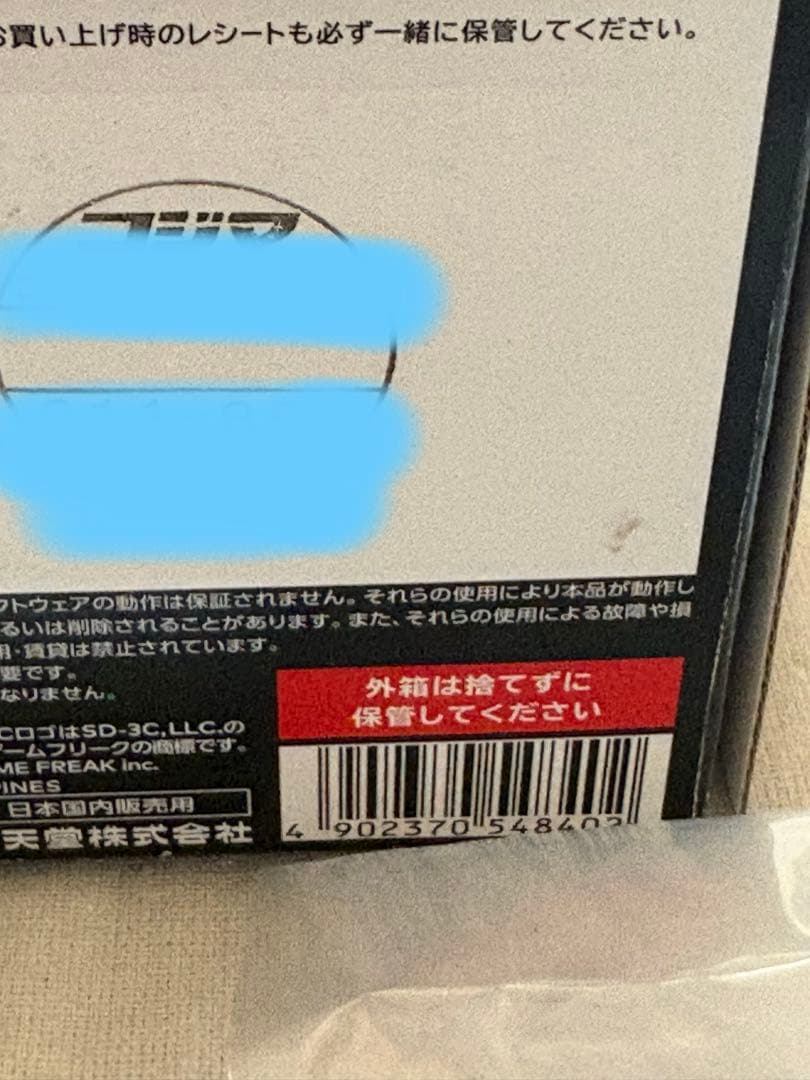 お買い上げ時のレシートも必ず一緒に保管してください。
コジマ
フトウェアの動作は保証されません。それらの使用により本品が動作し
るいは削除されることがあります。また、それらの使用による故障や損
用・賃貸は禁止されています。
要です。
なりません。
CロゴはSD-3C,LLC.の
ゲームフリークの商標です。
ME FREAK inc.
PINES
日本国内販売用
天堂株式会社
外箱は捨てずに
保管してください
4 902370 548402